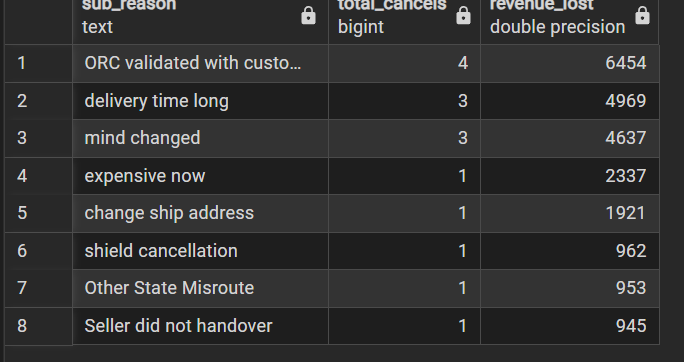 sub_reason total_cancels revenue_lost
text bigint double precision
1 ORC validated with custo... 4 6454
2 delivery time long 3 4969
3 mind changed 3 4637
4 expensive now 1 2337
5 change ship address 1 1921
6 shield cancellation 1 962
7 Other State Misroute 1 953
8 Seller did not handover 1 945